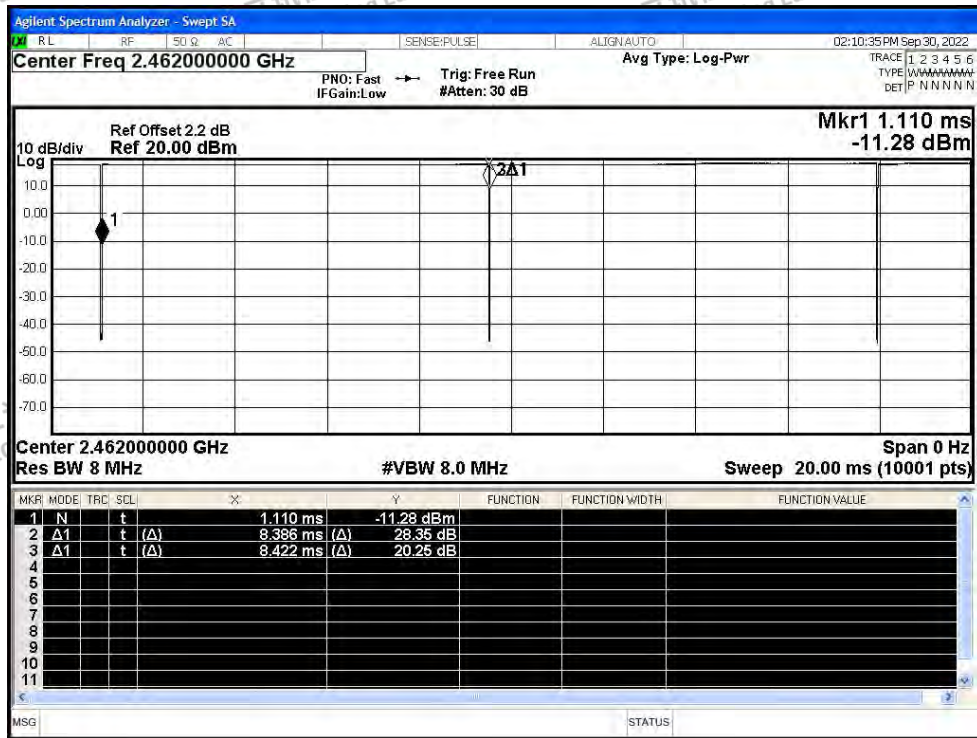 Agilent Spectrum Analyzer - Swept SA
LXI RL RF 50 Ω AC SENSE:PULSE ALIGNAUTO 02:10:35 PM Sep 30, 2022
Center Freq 2.462000000 GHz
Avg Type: Log-Pwr
TRACE 1 2 3 4 5 6
PNO: Fast Trig: Free Run
TYPE WWWWWW
IFGain:Low #Atten: 30 dB
DET P N N N N N
Mkr1 1.110 ms
-11.28 dBm
Ref Offset 2.2 dB
10 dB/div Ref 20.00 dBm
Log
3Δ1
10.0
0.00
1
-10.0
-20.0
-30.0
-40.0
-50.0
-60.0
-70.0
Center 2.462000000 GHz Span 0 Hz
Res BW 8 MHz #VBW 8.0 MHz Sweep 20.00 ms (10001 pts)
MKR MODE TRC SCL X Y FUNCTION FUNCTION WIDTH FUNCTION VALUE
1 N t 1.110 ms -11.28 dBm
2 Δ1 t (Δ) 8.386 ms (Δ) 28.35 dB
3 Δ1 t (Δ) 8.422 ms (Δ) 20.25 dB
4
5
6
7
8
9
10
11
MSG STATUS